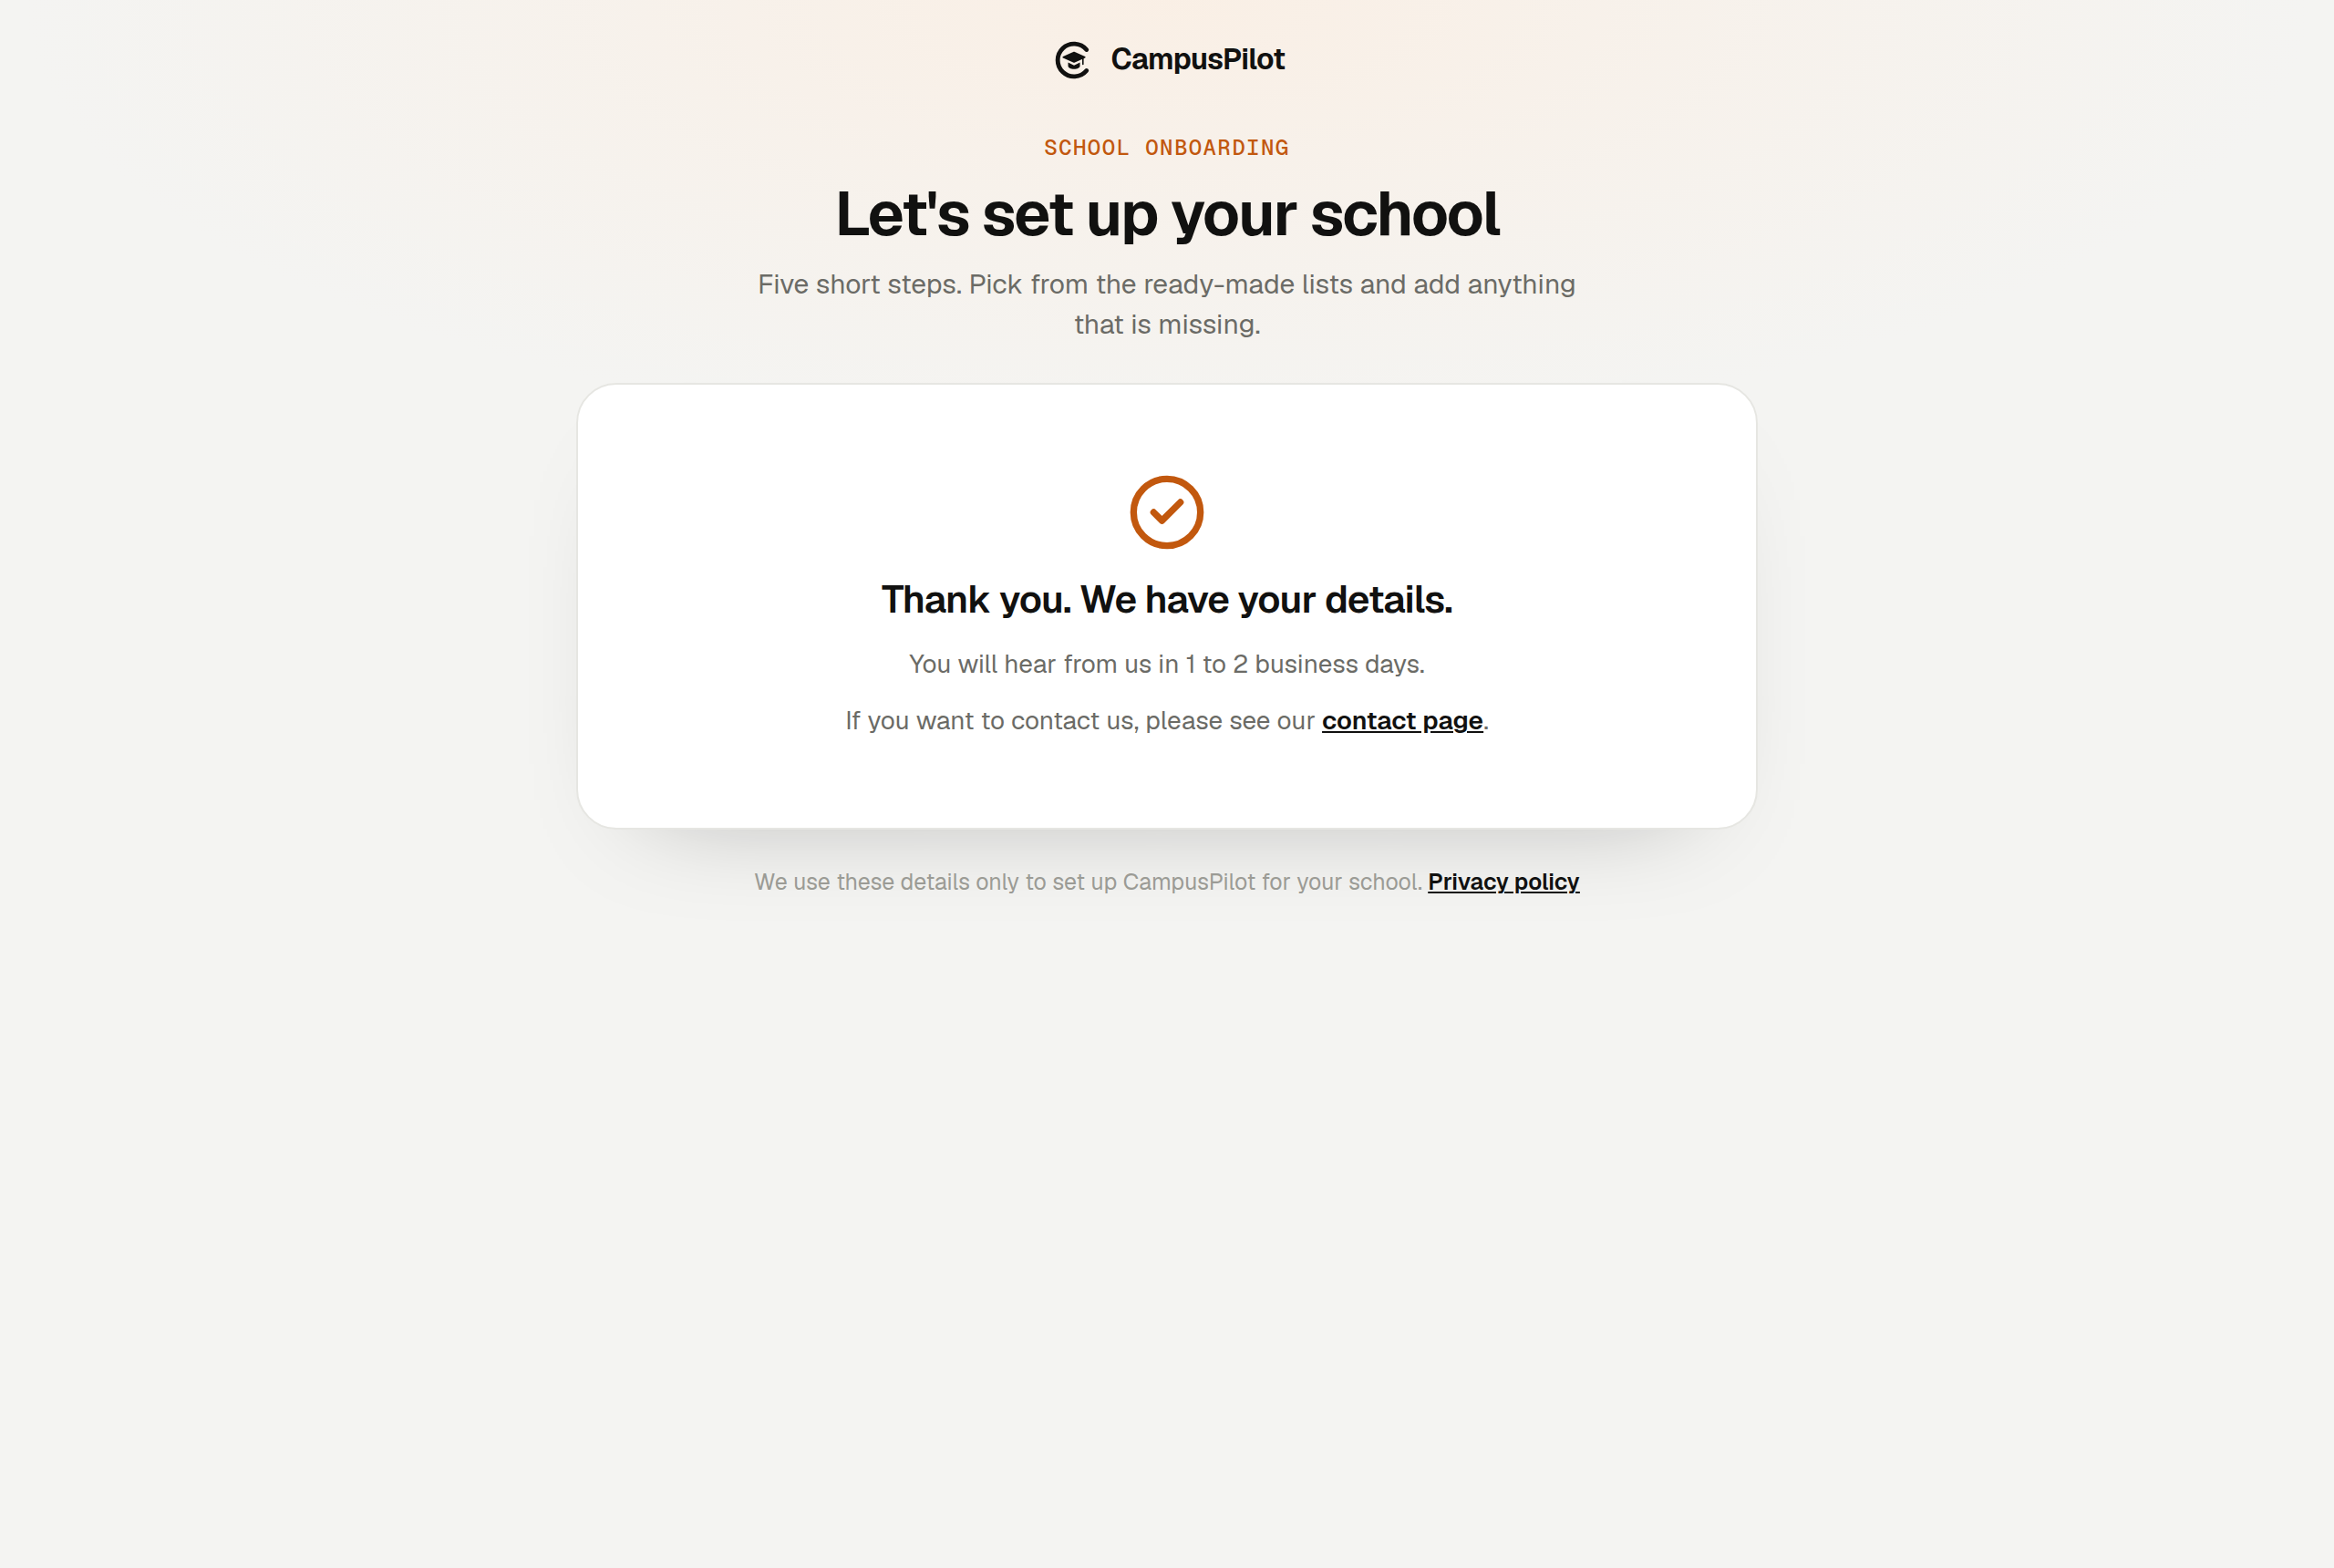 CampusPilot
SCHOOL ONBOARDING
Let's set up your school
Five short steps. Pick from the ready-made lists and add anything
that is missing.
Thank you. We have your details.
You will hear from us in 1 to 2 business days.
If you want to contact us, please see our contact page.
We use these details only to set up CampusPilot for your school. Privacy policy